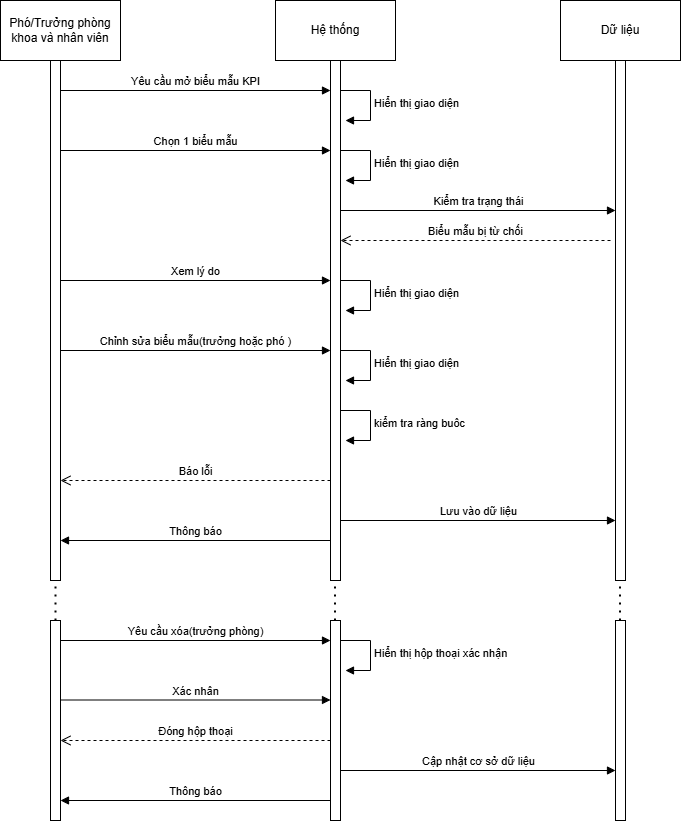 Phó/Trưởng phòng
khoa và nhân viên
Hệ thống
Dữ liệu
Yêu cầu mở biểu mẫu KPI
Hiển thị giao diện
Chọn 1 biểu mẫu
Hiển thị giao diện
Kiểm tra trạng thái
Biểu mẫu bị từ chối
Xem lý do
Hiển thị giao diện
Chỉnh sửa biểu mẫu(trưởng hoặc phó )
Hiển thị giao diện
kiểm tra ràng buôc
Báo lỗi
Lưu vào dữ liệu
Thông báo
Yêu cầu xóa(trưởng phòng)
Hiển thị hộp thoại xác nhận
Xác nhân
Đóng hộp thoại
Cập nhật cơ sở dữ liệu
Thông báo